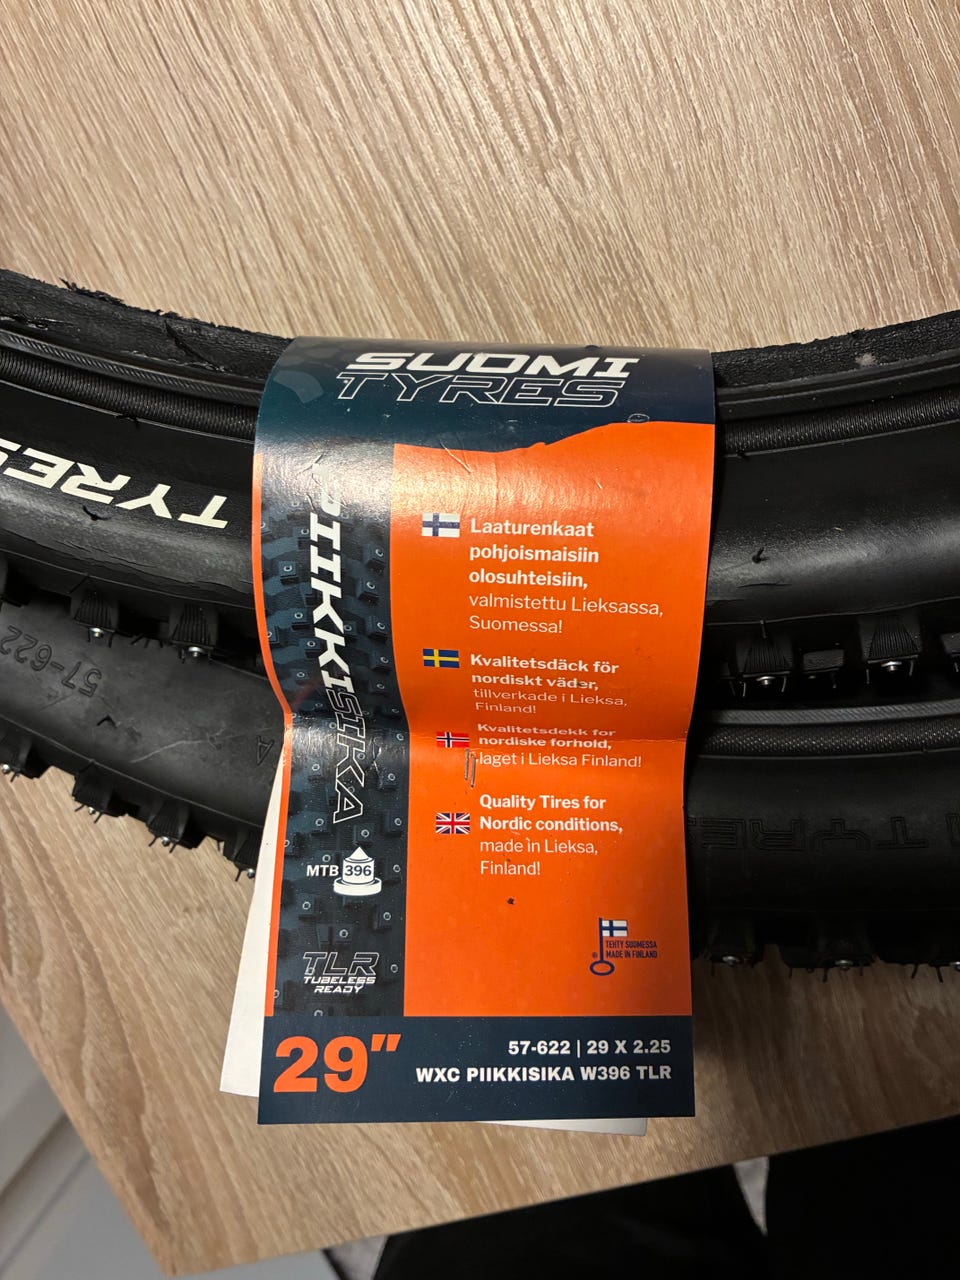 SUOMI
TYRES
TYRES
57-622
PIIKKISIKA
MTB 396
TLR
TUBELESS
READY
Laaturenkaat
pohjoismaisiin
olosuhteisiin,
valmistettu Lieksassa,
Suomessa!
Kvalitetsdäck för
nordiskt väder,
tillverkade i Lieksa,
Finland!
Kvalitetsdekk for
nordiske forhold,
laget i Lieksa Finland!
Quality Tires for
Nordic conditions,
made in Lieksa,
Finland!
TEHTY SUOMESSA
MADE IN FINLAND
29"
57-622 | 29 X 2.25
WXC PIIKKISIKA W396 TLR